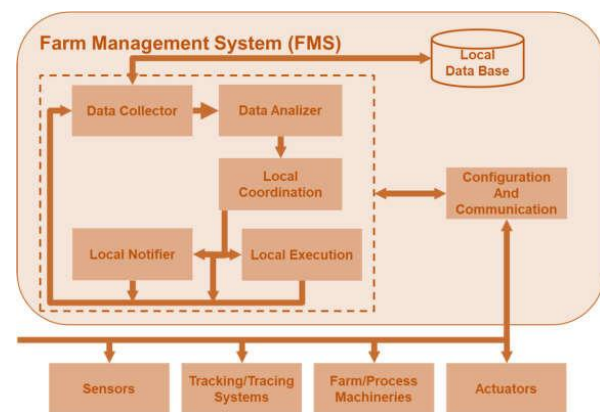 Farm Management System (FMS)
Local
Data Base
Data Collector
Data Analizer
Local
Coordination
Configuration
And
Communication
Local Notifier
Local Execution
Sensors
Tracking/Tracing
Systems
Farm/Process
Machineries
Actuators